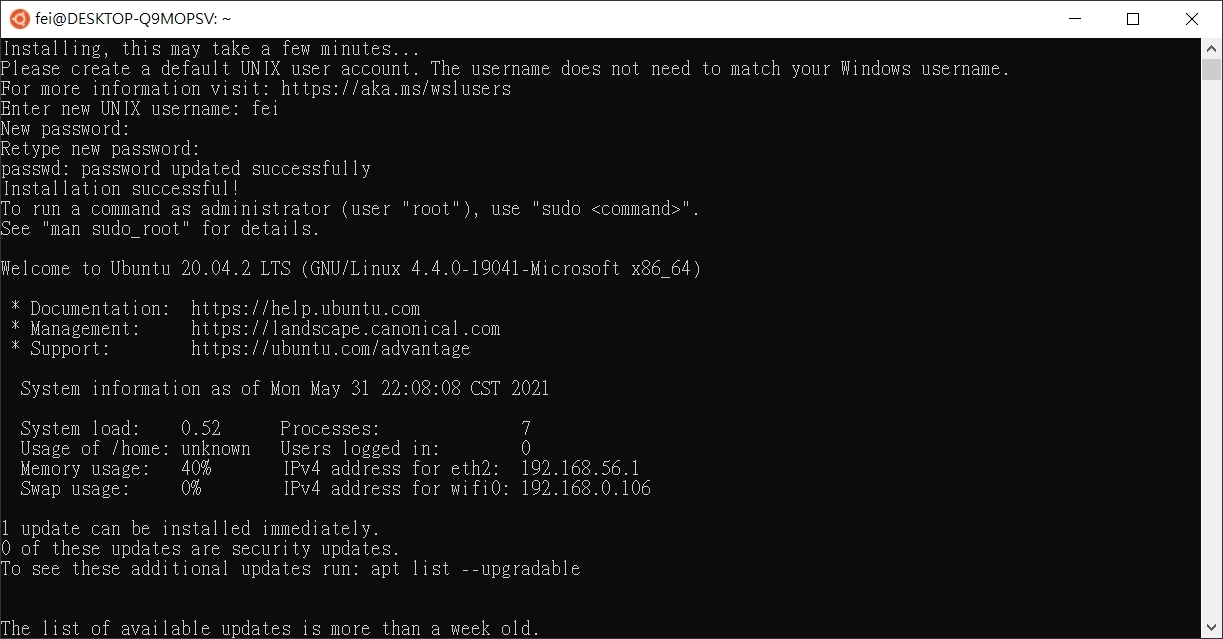 fei@DESKTOP-Q9MOPSV: ~
Installing, this may take a few minutes...
Please create a default UNIX user account. The username does not need to match your Windows username.
For more information visit: https://aka.ms/wslusers
Enter new UNIX username: fei
New password:
Retype new password:
passwd: password updated successfully
Installation successful!
To run a command as administrator (user "root"), use "sudo <command>".
See "man sudo_root" for details.
Welcome to Ubuntu 20.04.2 LTS (GNU/Linux 4.4.0-19041-Microsoft x86_64)
* Documentation:  https://help.ubuntu.com
* Management:     https://landscape.canonical.com
* Support:        https://ubuntu.com/advantage
System information as of Mon May 31 22:08:08 CST 2021
System load:    0.52      Processes:              7
Usage of /home: unknown   Users logged in:        0
Memory usage:   40%       IPv4 address for eth2:  192.168.56.1
Swap usage:     0%        IPv4 address for wifi0: 192.168.0.106
1 update can be installed immediately.
0 of these updates are security updates.
To see these additional updates run: apt list --upgradable
The list of available updates is more than a week old.